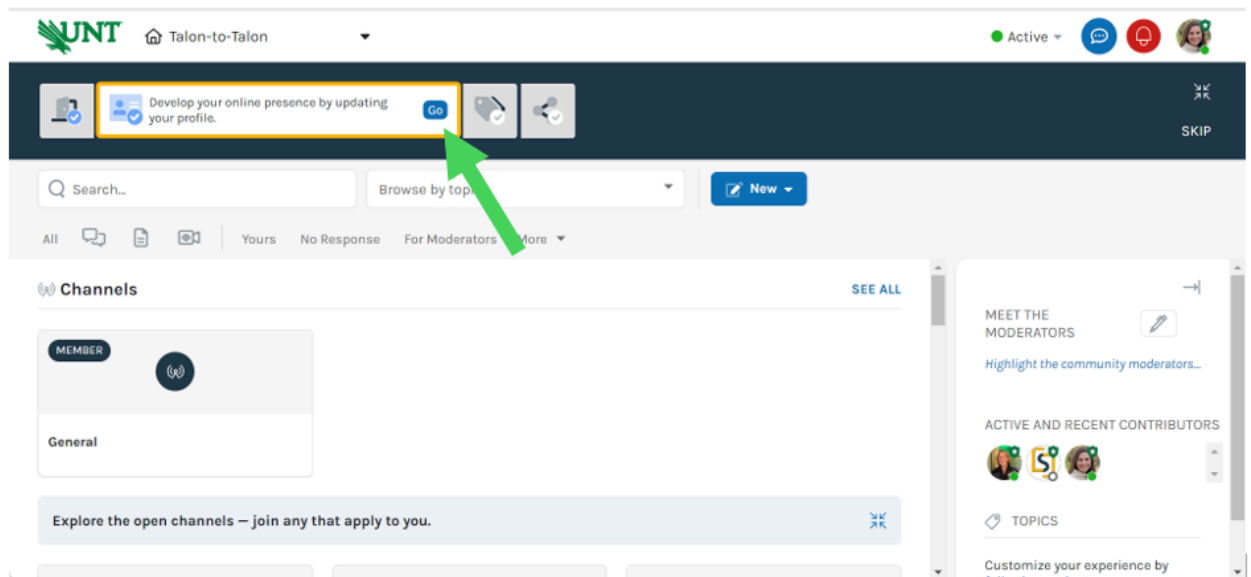 UNT
Talon-to-Talon
Active
Develop your online presence by updating
your profile.
Go
SKIP
Search...
Browse by topi
New
All
Yours
No Response
For Moderators
More
Channels
SEE ALL
MEMBER
General
Explore the open channels — join any that apply to you.
MEET THE
MODERATORS
Highlight the community moderators...
ACTIVE AND RECENT CONTRIBUTORS
TOPICS
Customize your experience by